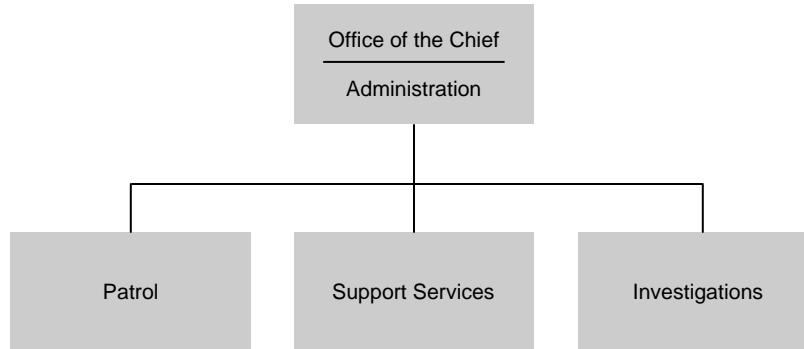 Office of the Chief
Administration
Patrol
Support Services
Investigations